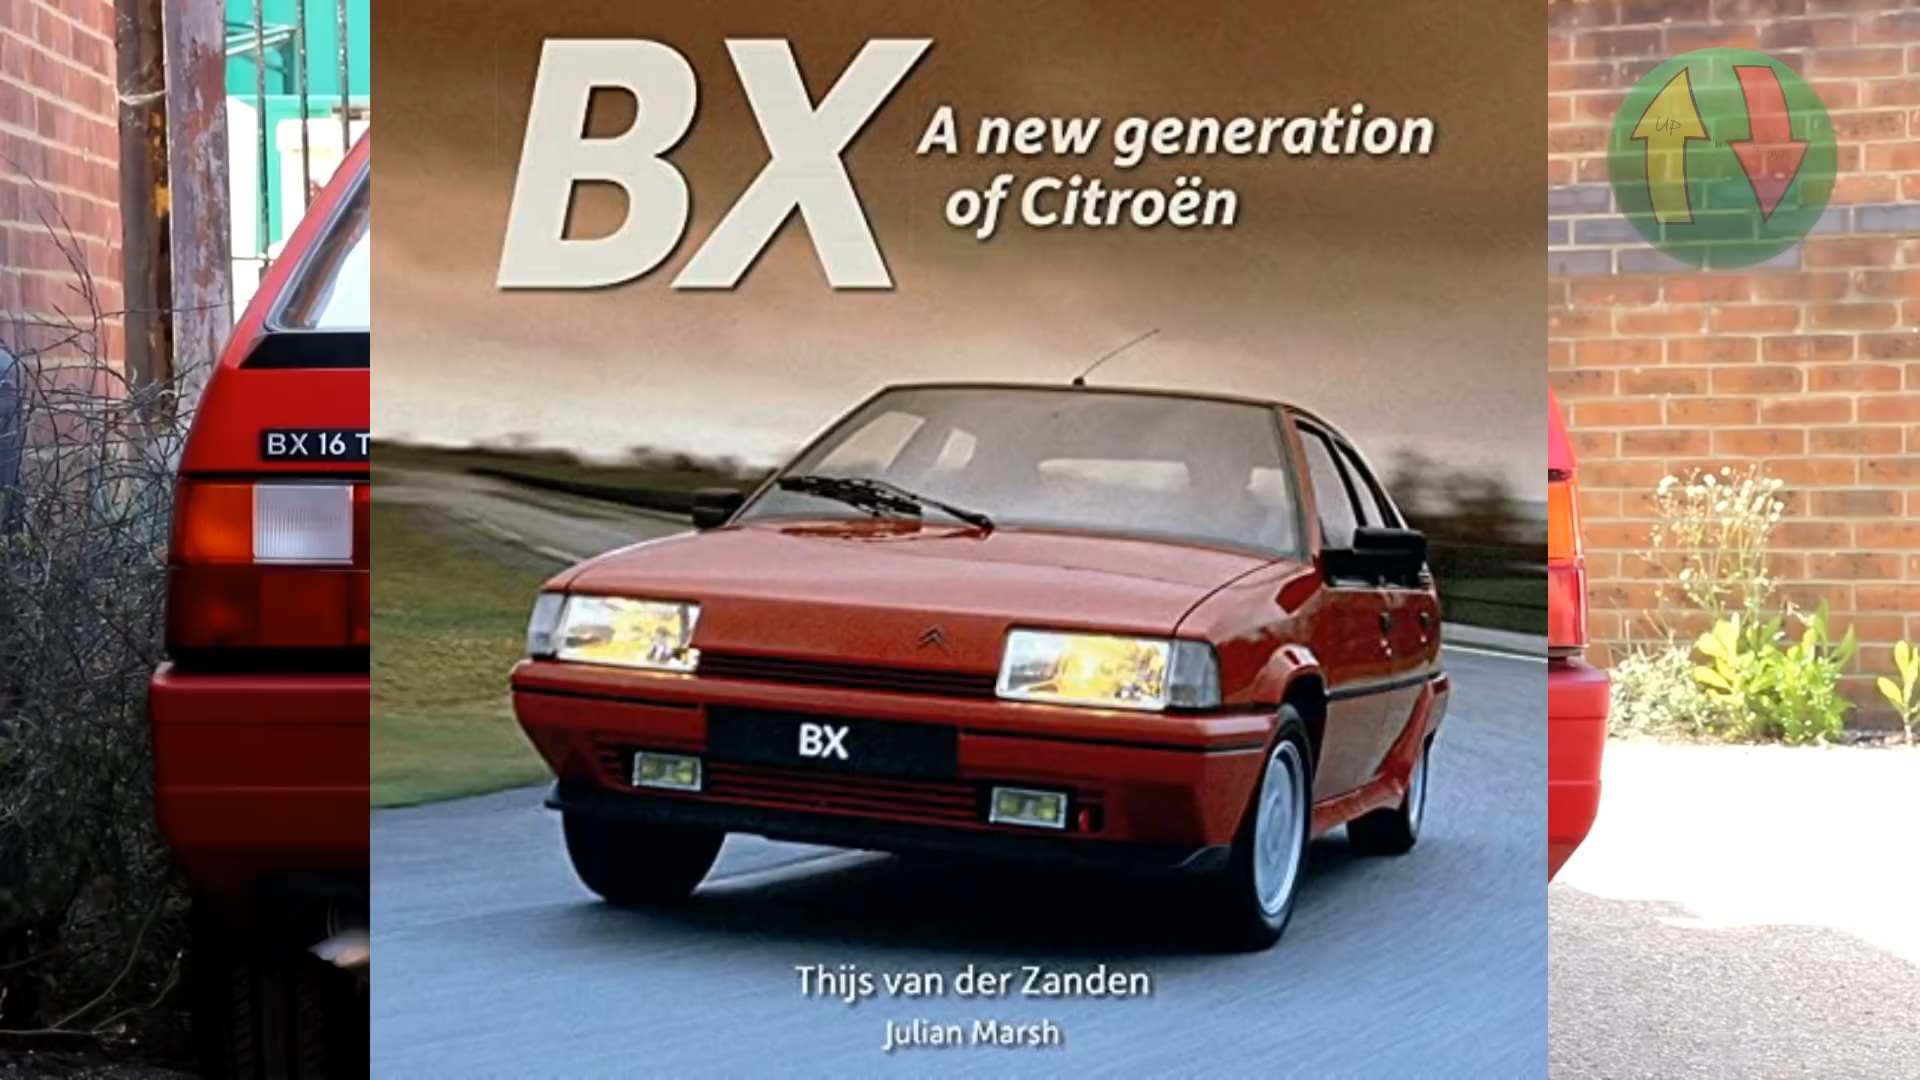 BX
A new generation
of Citroën
BX 16 T
BX
Thijs van der Zanden
Julian Marsh
Up